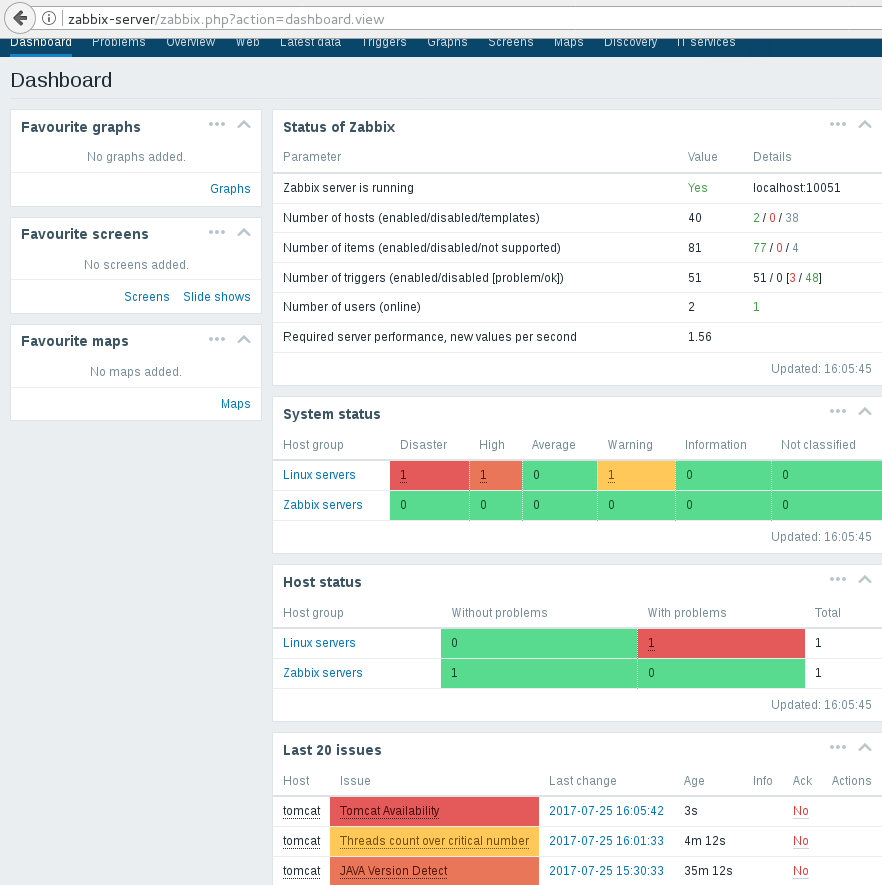 zabbix-server/zabbix.php?action=dashboard.view
Dashboard Problems Overview Web Latest data Triggers Graphs Screens Maps Discovery IT services
Dashboard
Favourite graphs
No graphs added.
Graphs
Favourite screens
No screens added.
Screens Slide shows
Favourite maps
No maps added.
Maps
Status of Zabbix
Parameter Value Details
Zabbix server is running Yes localhost:10051
Number of hosts (enabled/disabled/templates) 40 2 / 0 / 38
Number of items (enabled/disabled/not supported) 81 77 / 0 / 4
Number of triggers (enabled/disabled [problem/ok]) 51 51 / 0 [3 / 48]
Number of users (online) 2 1
Required server performance, new values per second 1.56
Updated: 16:05:45
System status
Host group Disaster High Average Warning Information Not classified
Linux servers 1 1 0 1 0 0
Zabbix servers 0 0 0 0 0 0
Updated: 16:05:45
Host status
Host group Without problems With problems Total
Linux servers 0 1 1
Zabbix servers 1 0 1
Updated: 16:05:45
Last 20 issues
Host Issue Last change Age Info Ack Actions
tomcat Tomcat Availability 2017-07-25 16:05:42 3s No
tomcat Threads count over critical number 2017-07-25 16:01:33 4m 12s No
tomcat JAVA Version Detect 2017-07-25 15:30:33 35m 12s No